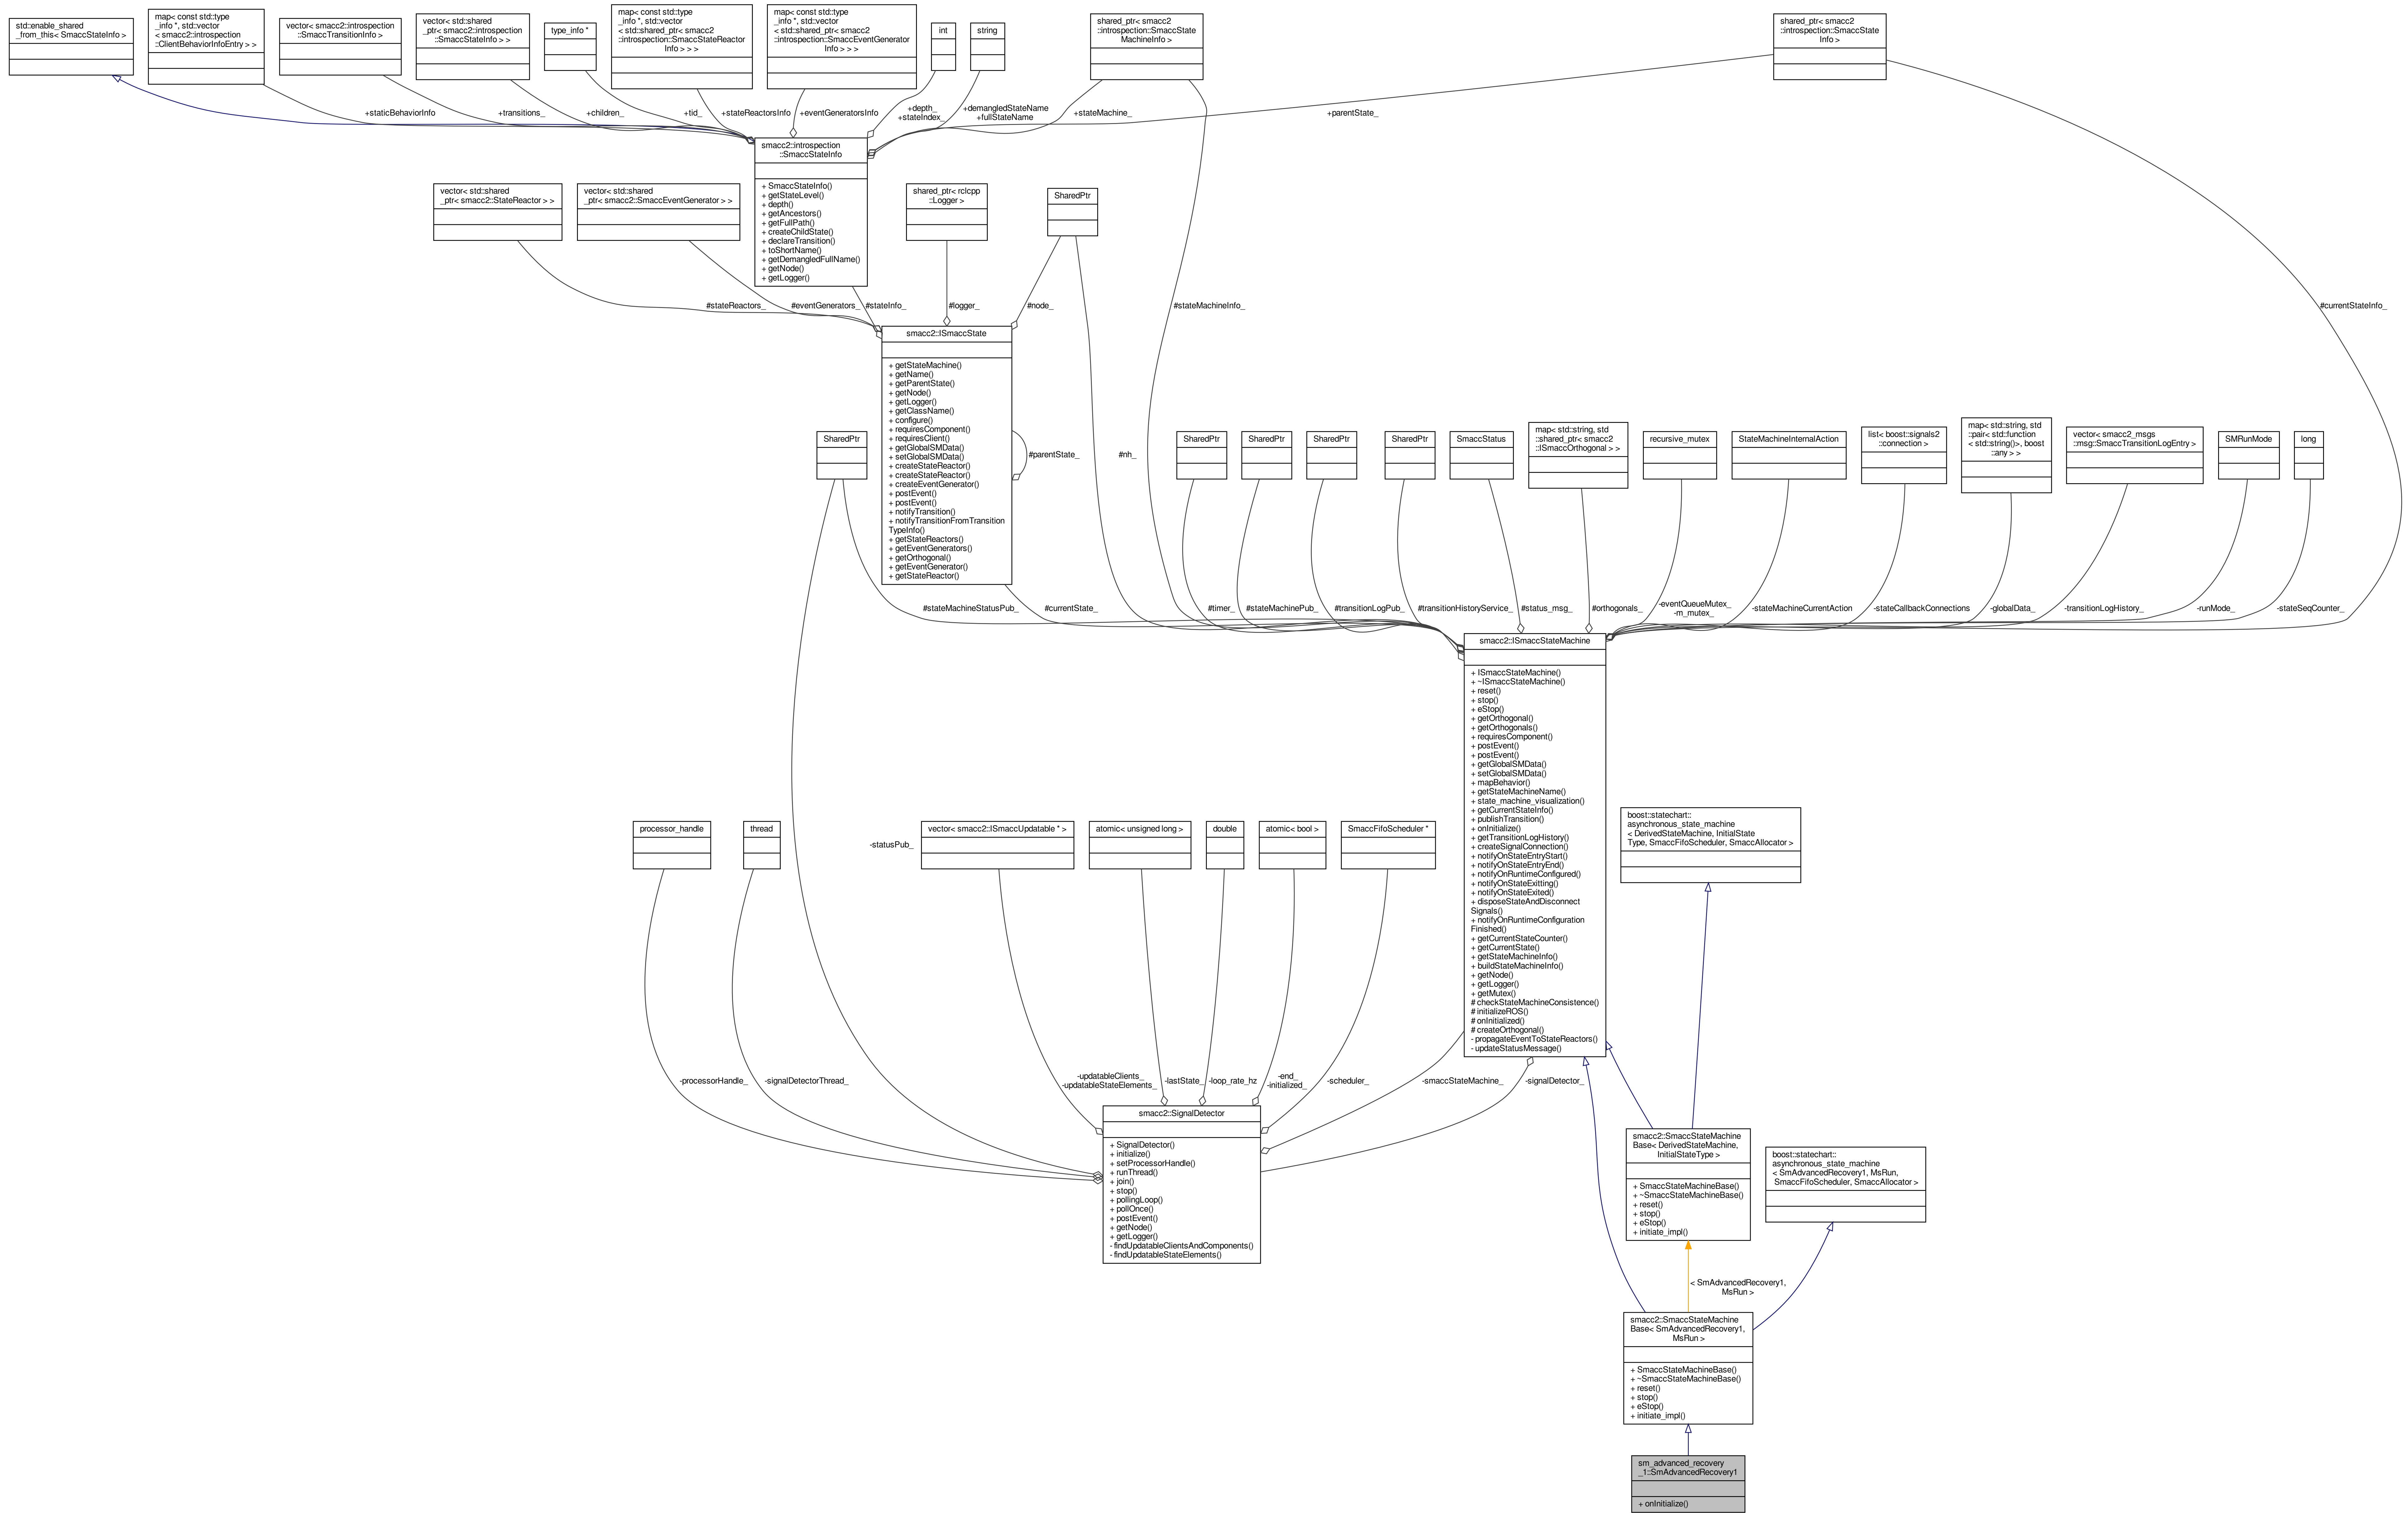 std::enable_shared
_from_this< SmaccStateInfo >
map< const std::type
_info *, std::vector
< smacc2::introspection
::ClientBehaviorInfoEntry > >
vector< smacc2::introspection
::SmaccTransitionInfo >
vector< std::shared
_ptr< smacc2::introspection
::SmaccStateInfo > >
type_info *
map< const std::type
_info *, std::vector
< std::shared_ptr< smacc2
::introspection::SmaccStateReactor
Info > > >
map< const std::type
_info *, std::vector
< std::shared_ptr< smacc2
::introspection::SmaccEventGenerator
Info > > >
int
string
shared_ptr< smacc2
::introspection::SmaccState
MachineInfo >
shared_ptr< smacc2
::introspection::SmaccState
Info >
+staticBehaviorInfo
+transitions_
+children_
+tid_
+stateReactorsInfo
+eventGeneratorsInfo
+depth_
+stateIndex_
+demangledStateName
+fullStateName
+stateMachine_
+parentState_
smacc2::introspection
::SmaccStateInfo
+ SmaccStateInfo()
+ getStateLevel()
+ depth()
+ getAncestors()
+ getFullPath()
+ createChildState()
+ declareTransition()
+ toShortName()
+ getDemangledFullName()
+ getNode()
+ getLogger()
vector< std::shared
_ptr< smacc2::StateReactor > >
vector< std::shared
_ptr< smacc2::SmaccEventGenerator > >
shared_ptr< rclcpp
::Logger >
SharedPtr
#stateReactors_
#eventGenerators_
#stateInfo_
#logger_
#node_
#stateMachineInfo_
#currentStateInfo_
smacc2::ISmaccState
+ getStateMachine()
+ getName()
+ getParentState()
+ getNode()
+ getLogger()
+ getClassName()
+ configure()
+ requiresComponent()
+ requiresClient()
+ getGlobalSMData()
+ setGlobalSMData()
+ createStateReactor()
+ createStateReactor()
+ createEventGenerator()
+ postEvent()
+ postEvent()
+ notifyTransition()
+ notifyTransitionFromTransition
TypeInfo()
+ getStateReactors()
+ getEventGenerators()
+ getOrthogonal()
+ getEventGenerator()
+ getStateReactor()
#parentState_
#nh_
SharedPtr
SharedPtr
SharedPtr
SharedPtr
SharedPtr
SmaccStatus
map< std::string, std
::shared_ptr< smacc2
::ISmaccOrthogonal > >
recursive_mutex
StateMachineInternalAction
list< boost::signals2
::connection >
map< std::string, std
::pair< std::function
< std::string()>, boost
::any > >
vector< smacc2_msgs
::msg::SmaccTransitionLogEntry >
SMRunMode
long
#stateMachineStatusPub_
#currentState_
#timer_
#stateMachinePub_
#transitionLogPub_
#transitionHistoryService_
#status_msg_
#orthogonals_
-eventQueueMutex_
-m_mutex_
-stateMachineCurrentAction
-stateCallbackConnections
-globalData_
-transitionLogHistory_
-runMode_
-stateSeqCounter_
smacc2::ISmaccStateMachine
+ ISmaccStateMachine()
+ ~ISmaccStateMachine()
+ reset()
+ stop()
+ eStop()
+ getOrthogonal()
+ getOrthogonals()
+ requiresComponent()
+ postEvent()
+ postEvent()
+ getGlobalSMData()
+ setGlobalSMData()
+ mapBehavior()
+ getStateMachineName()
+ state_machine_visualization()
+ getCurrentStateInfo()
+ publishTransition()
+ onInitialize()
+ getTransitionLogHistory()
+ createSignalConnection()
+ notifyOnStateEntryStart()
+ notifyOnStateEntryEnd()
+ notifyOnRuntimeConfigured()
+ notifyOnStateExitting()
+ notifyOnStateExited()
+ disposeStateAndDisconnect
Signals()
+ notifyOnRuntimeConfiguration
Finished()
+ getCurrentStateCounter()
+ getCurrentState()
+ getStateMachineInfo()
+ buildStateMachineInfo()
+ getNode()
+ getLogger()
+ getMutex()
# checkStateMachineConsistence()
# initializeROS()
# onInitialized()
# createOrthogonal()
- propagateEventToStateReactors()
- updateStatusMessage()
processor_handle
thread
-statusPub_
vector< smacc2::ISmaccUpdatable * >
atomic< unsigned long >
double
atomic< bool >
SmaccFifoScheduler *
boost::statechart::
asynchronous_state_machine
< DerivedStateMachine, InitialState
Type, SmaccFifoScheduler, SmaccAllocator >
-processorHandle_
-signalDetectorThread_
-updatableClients_
-updatableStateElements_
-lastState_
-loop_rate_hz
-end_
-initialized_
-scheduler_
-smaccStateMachine_
-signalDetector_
smacc2::SignalDetector
+ SignalDetector()
+ initialize()
+ setProcessorHandle()
+ runThread()
+ join()
+ stop()
+ pollingLoop()
+ pollOnce()
+ postEvent()
+ getNode()
+ getLogger()
- findUpdatableClientsAndComponents()
- findUpdatableStateElements()
smacc2::SmaccStateMachine
Base< DerivedStateMachine,
InitialStateType >
+ SmaccStateMachineBase()
+ ~SmaccStateMachineBase()
+ reset()
+ stop()
+ eStop()
+ initiate_impl()
boost::statechart::
asynchronous_state_machine
< SmAdvancedRecovery1, MsRun,
SmaccFifoScheduler, SmaccAllocator >
< SmAdvancedRecovery1,
MsRun >
smacc2::SmaccStateMachine
Base< SmAdvancedRecovery1,
MsRun >
+ SmaccStateMachineBase()
+ ~SmaccStateMachineBase()
+ reset()
+ stop()
+ eStop()
+ initiate_impl()
sm_advanced_recovery
_1::SmAdvancedRecovery1
+ onInitialize()